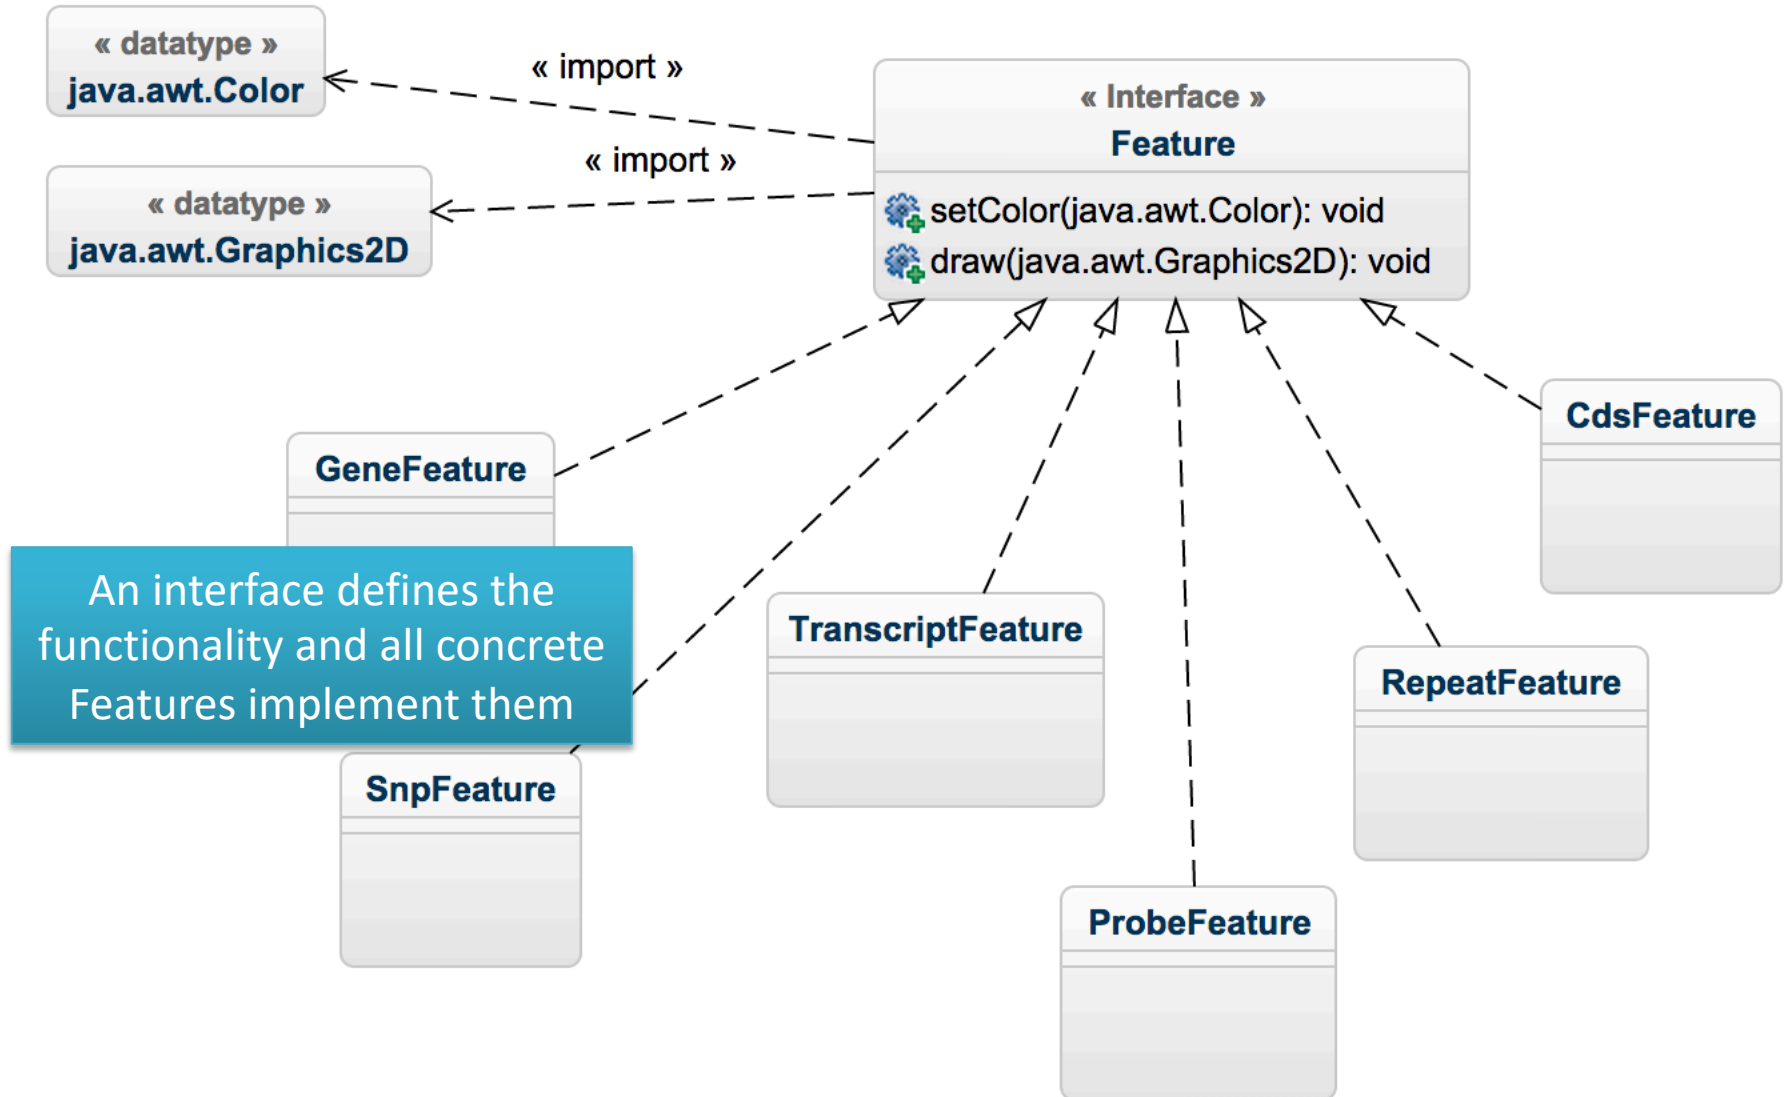 « datatype »
java.awt.Color
« import »
« Interface »
Feature
« datatype »
java.awt.Graphics2D
« import »
setColor(java.awt.Color): void
draw(java.awt.Graphics2D): void
CdsFeature
GeneFeature
An interface defines the
functionality and all concrete
Features implement them
TranscriptFeature
RepeatFeature
SnpFeature
ProbeFeature